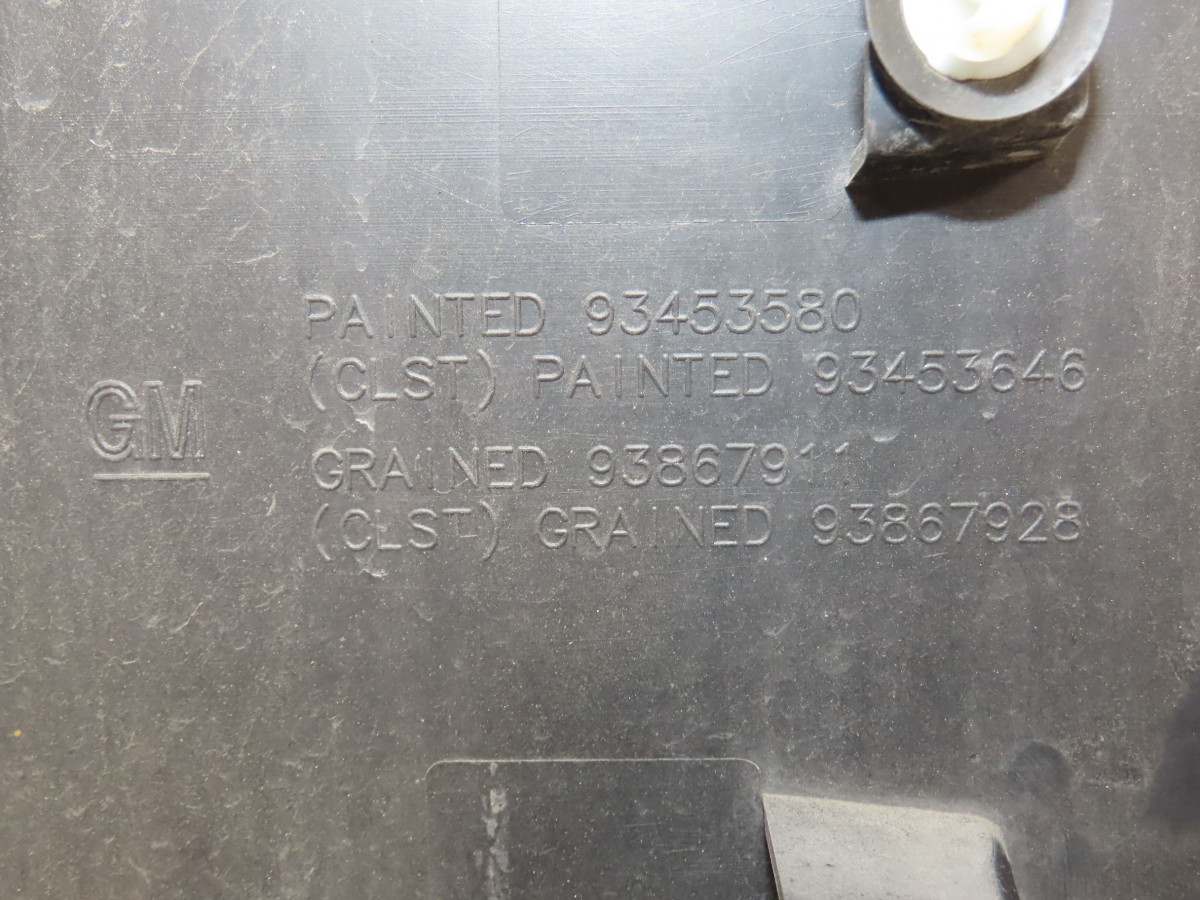 PAINTED 93453580
(CLST) PAINTED 93453646
GM
GRAINED 93867911
(CLST) GRAINED 93867928